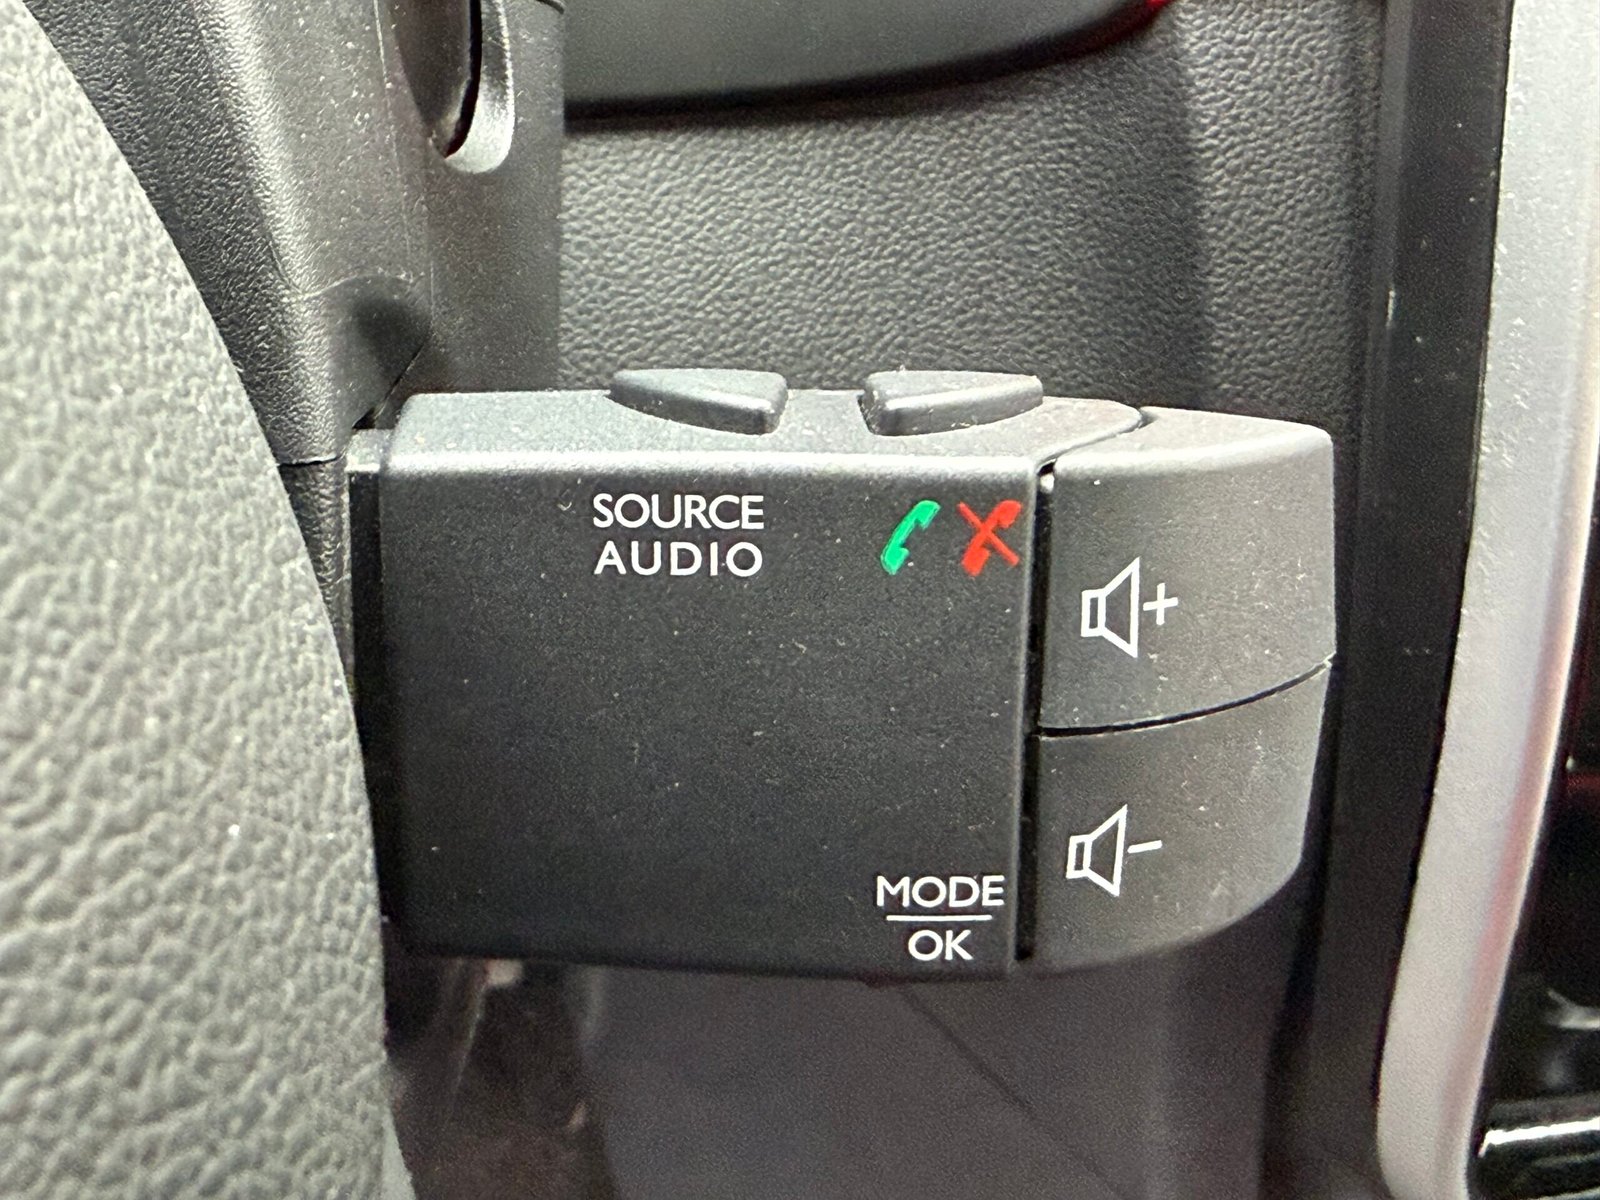 SOURCE
AUDIO
+
-
MODE
OK